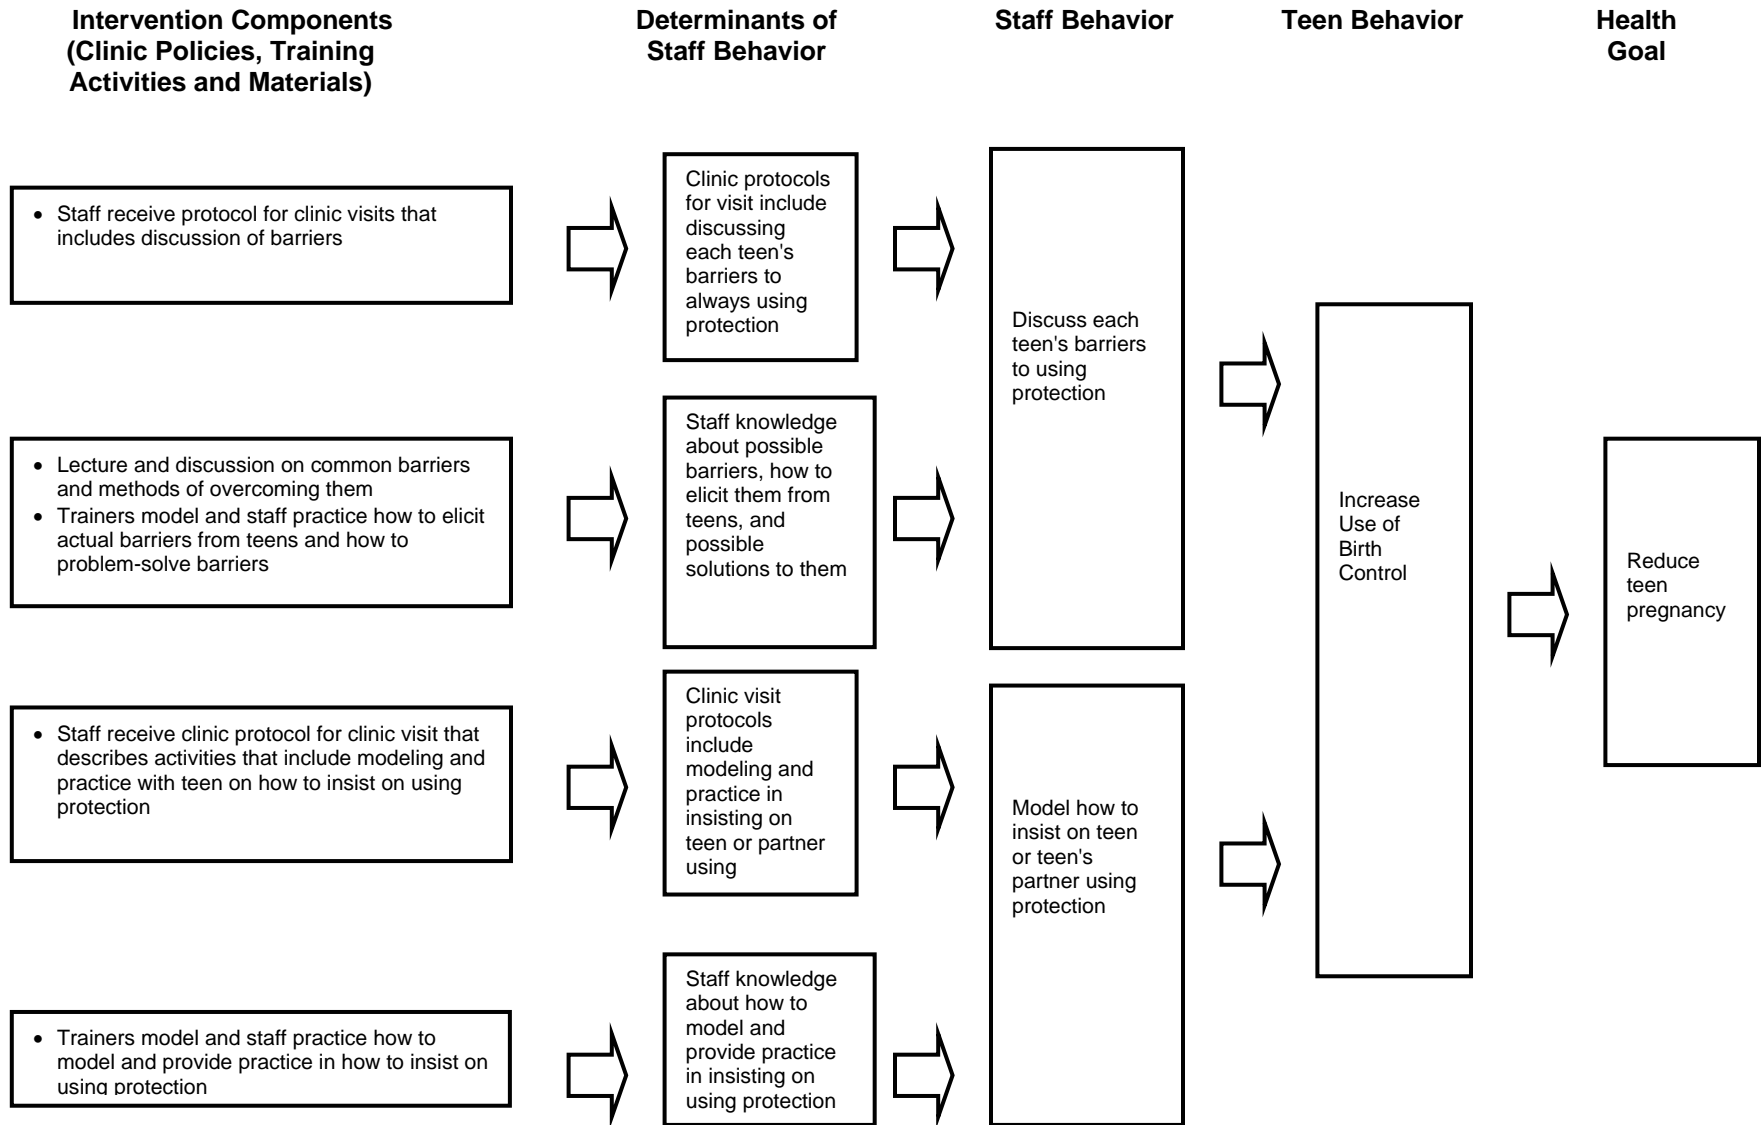 Intervention Components
(Clinic Policies, Training
Activities and Materials)
Determinants of
Staff Behavior
Staff Behavior
Teen Behavior
Health
Goal
• Staff receive protocol for clinic visits that
includes discussion of barriers
Clinic protocols
for visit include
discussing
each teen's
barriers to
always using
protection
• Lecture and discussion on common barriers
and methods of overcoming them
• Trainers model and staff practice how to elicit
actual barriers from teens and how to
problem-solve barriers
Staff knowledge
about possible
barriers, how to
elicit them from
teens, and
possible
solutions to them
Discuss each
teen's barriers
to using
protection
• Staff receive clinic protocol for clinic visit that
describes activities that include modeling and
practice with teen on how to insist on using
protection
Clinic visit
protocols
include
modeling and
practice in
insisting on
teen or partner
using
• Trainers model and staff practice how to
model and provide practice in how to insist on
using protection
Staff knowledge
about how to
model and
provide practice
in insisting on
using protection
Model how to
insist on teen
or teen's
partner using
protection
Increase
Use of
Birth
Control
Reduce
teen
pregnancy